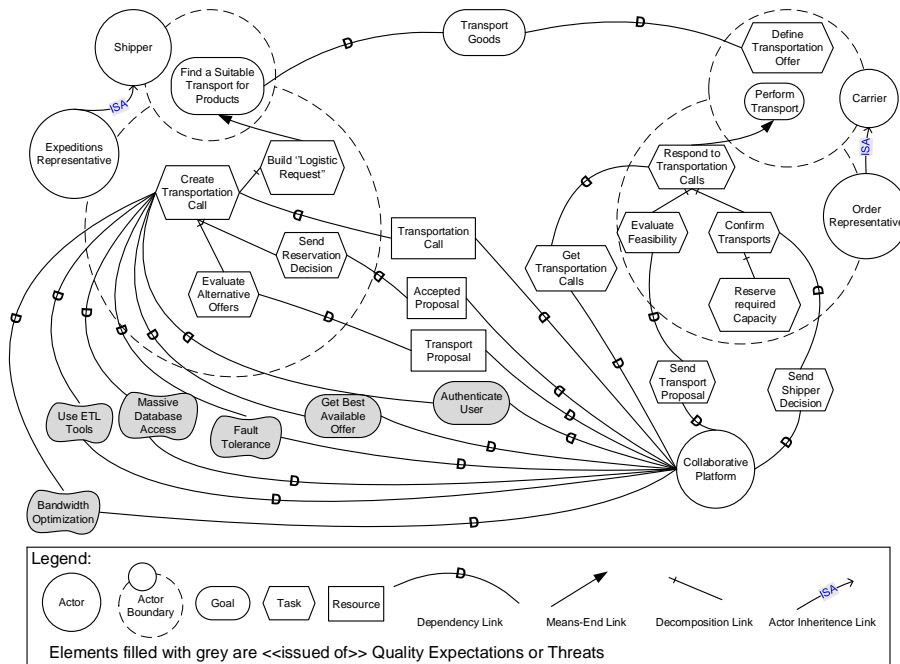 Shipper
Find a Suitable
Transport for
Products
Expeditions
Representative
ISA
Build "Logistic
Request"
Create
Transportation
Call
Send
Reservation
Decision
Evaluate
Alternative
Offers
D
Transport
Goods
D
Define
Transportation
Offer
Perform
Transport
Carrier
ISA
Order
Representative
Respond to
Transportation
Calls
Evaluate
Feasibility
Confirm
Transports
Reserve
required
Capacity
D
Transportation
Call
D
D
Accepted
Proposal
D
D
Transport
Proposal
D
D
Get
Transportation
Calls
D
D
Send
Transport
Proposal
D
D
Send
Shipper
Decision
D
D
D
D
D
D
D
D
Use ETL
Tools
Massive
Database
Access
Fault
Tolerance
Get Best
Available
Offer
Authenticate
User
D
D
D
D
D
D
Bandwidth
Optimization
Collaborative
Platform
Legend:
Actor
Actor
Boundary
Goal
Task
Resource
D
Dependency Link
Means-End Link
Decomposition Link
ISA
Actor Inheritence Link
Elements filled with grey are <<issued of>> Quality Expectations or Threats